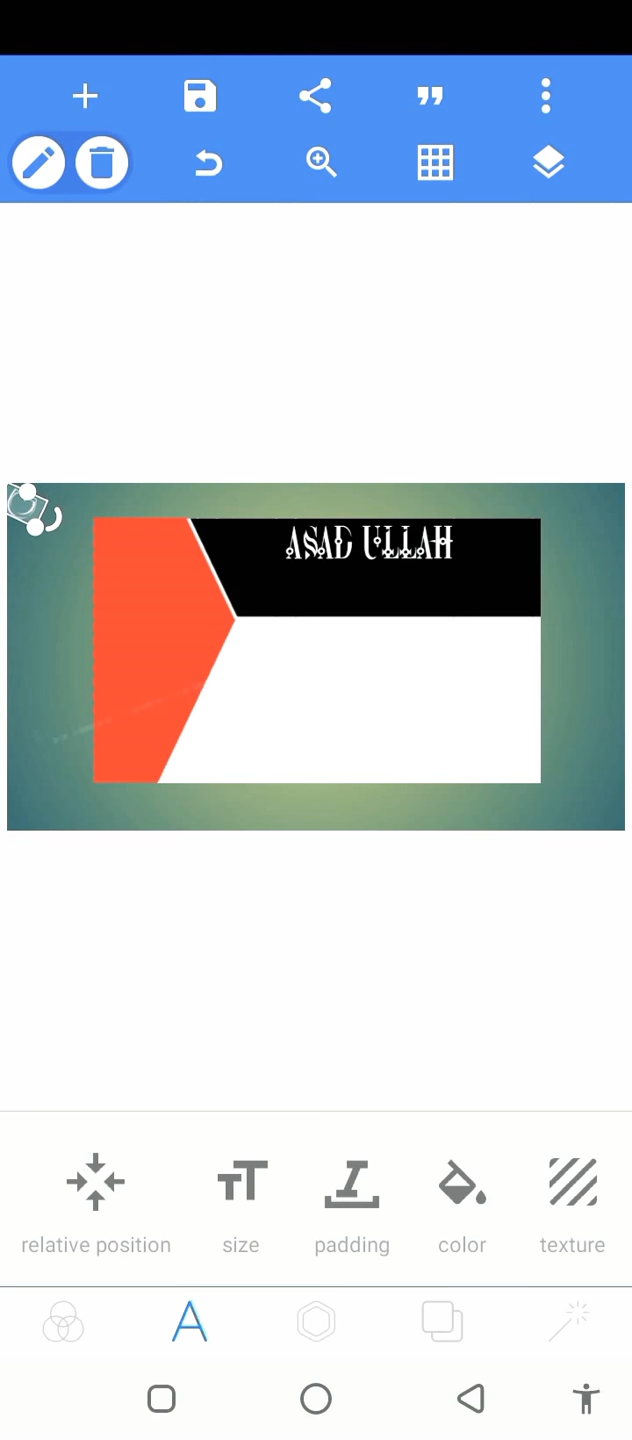 ASAD ULLAH
relative position
size
padding
color
texture